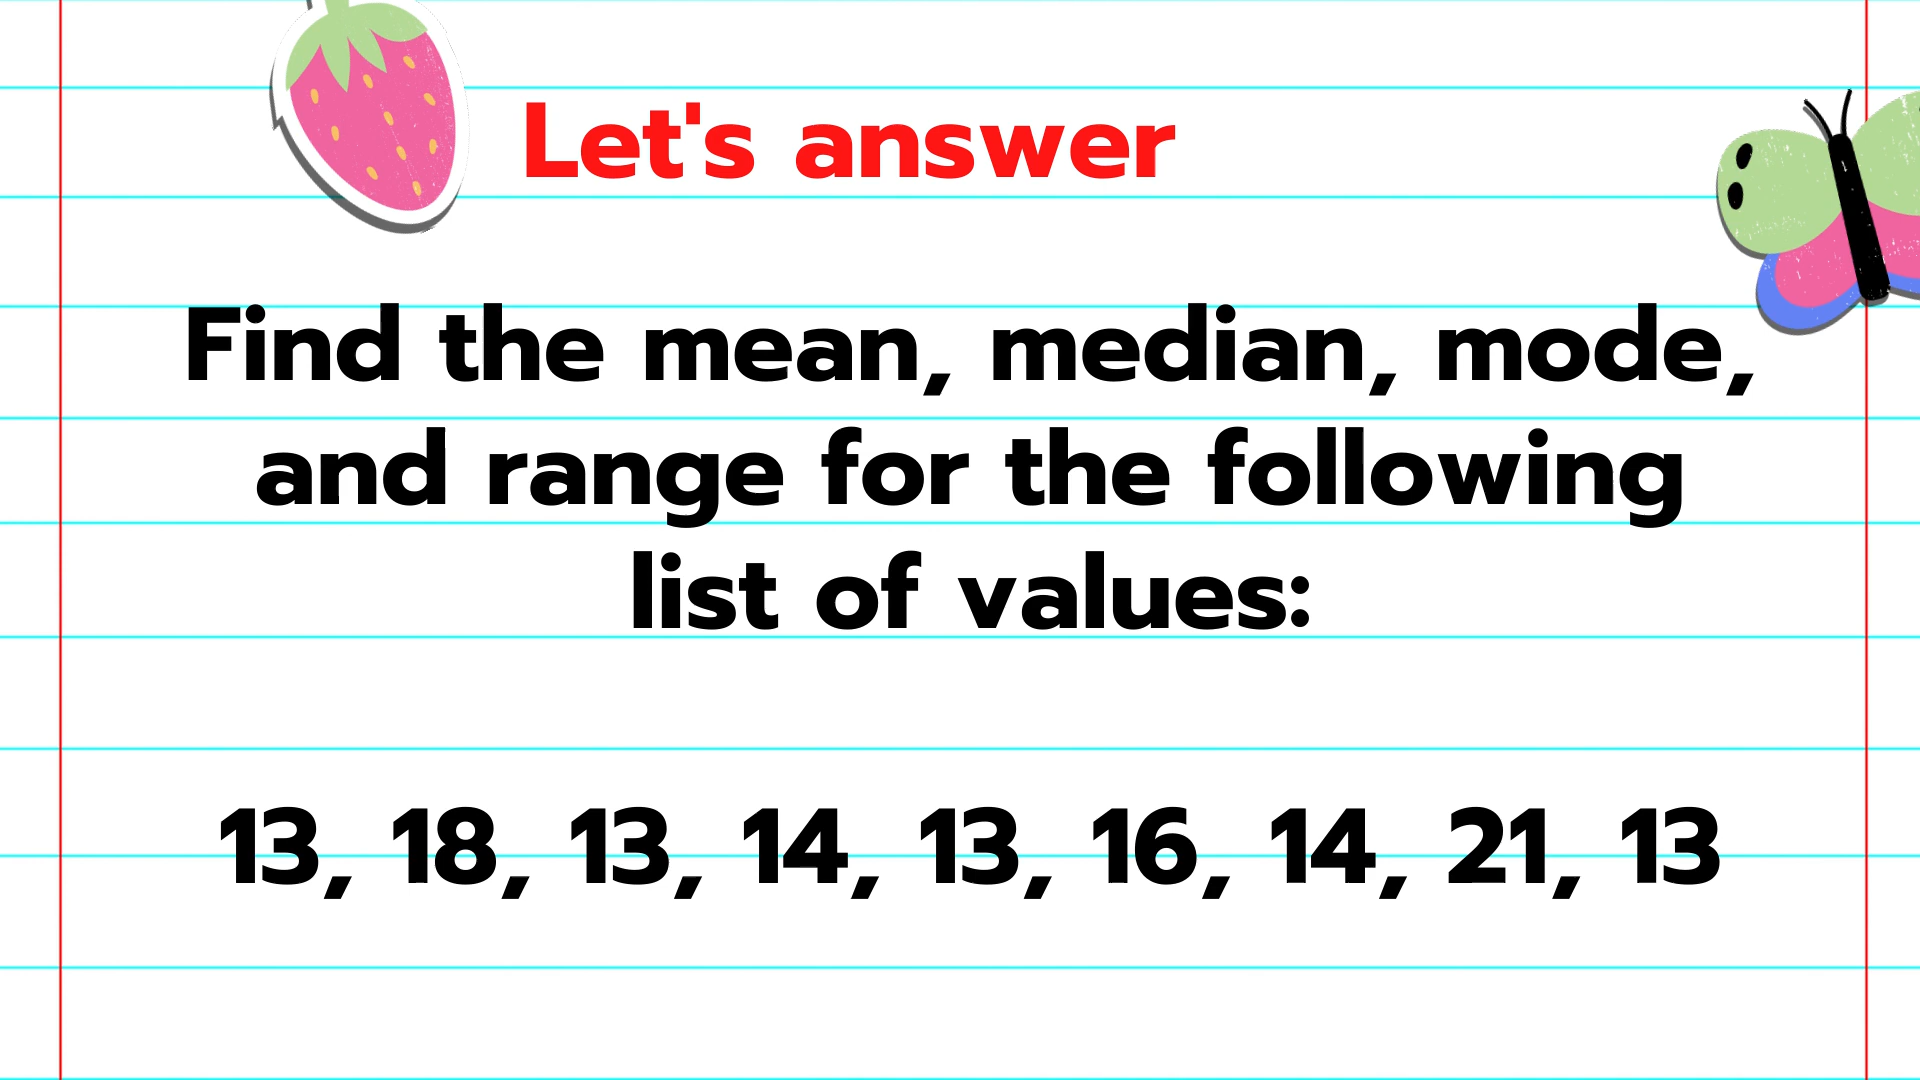 Let's answer
Find the mean, median, mode,
and range for the following
list of values:
13, 18, 13, 14, 13, 16, 14, 21, 13